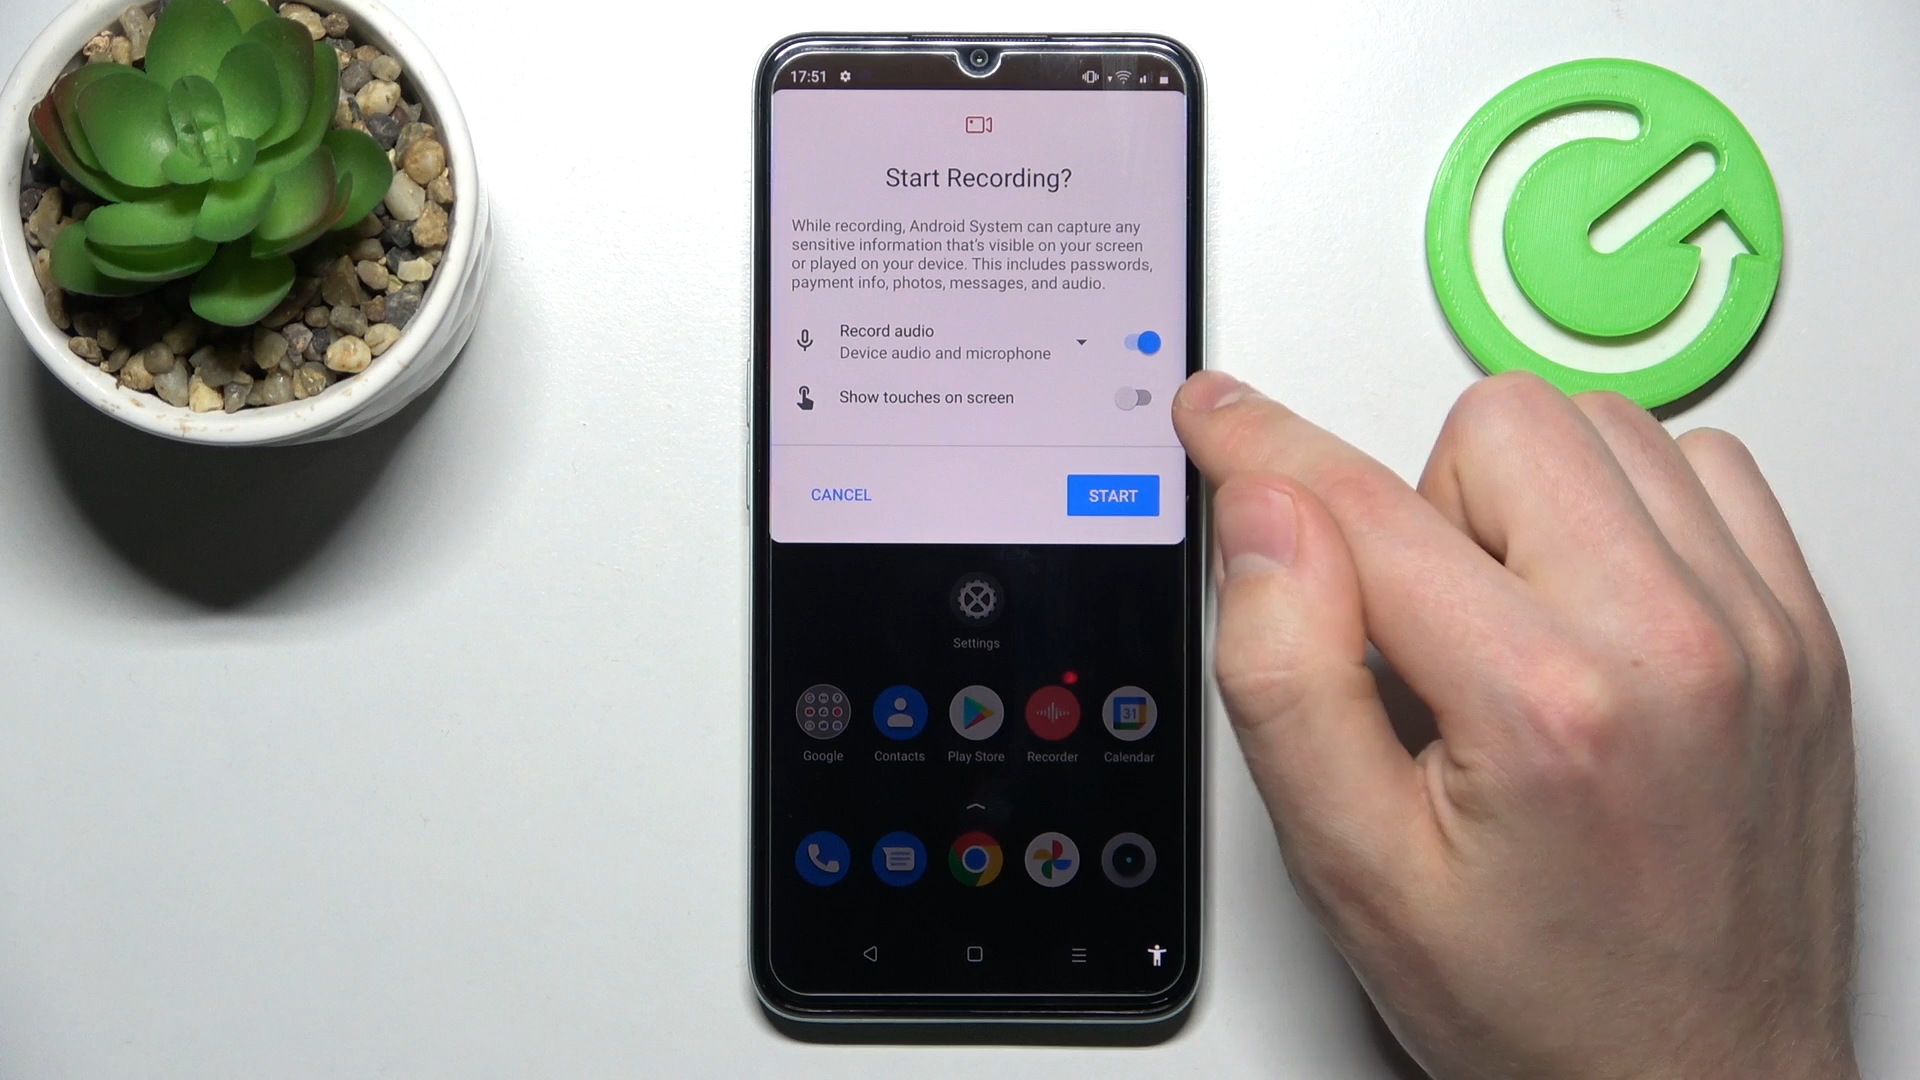 17:51
Start Recording?
While recording, Android System can capture any
sensitive information that's visible on your screen
or played on your device. This includes passwords,
payment info, photos, messages, and audio.
Record audio
Device audio and microphone
Show touches on screen
CANCEL
START
Settings
31
Google
Contacts
Play Store
Recorder
Calendar